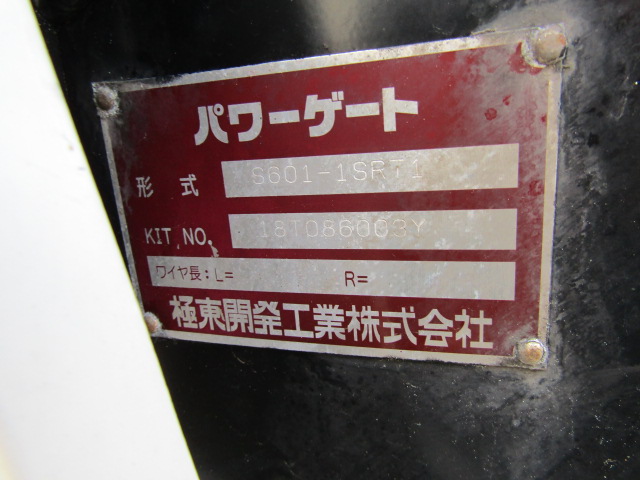 パワーゲート
形式 S601-1SRT1
KIT NO. 18T086003Y
ワイヤ長:L= R=
極東開発工業株式会社